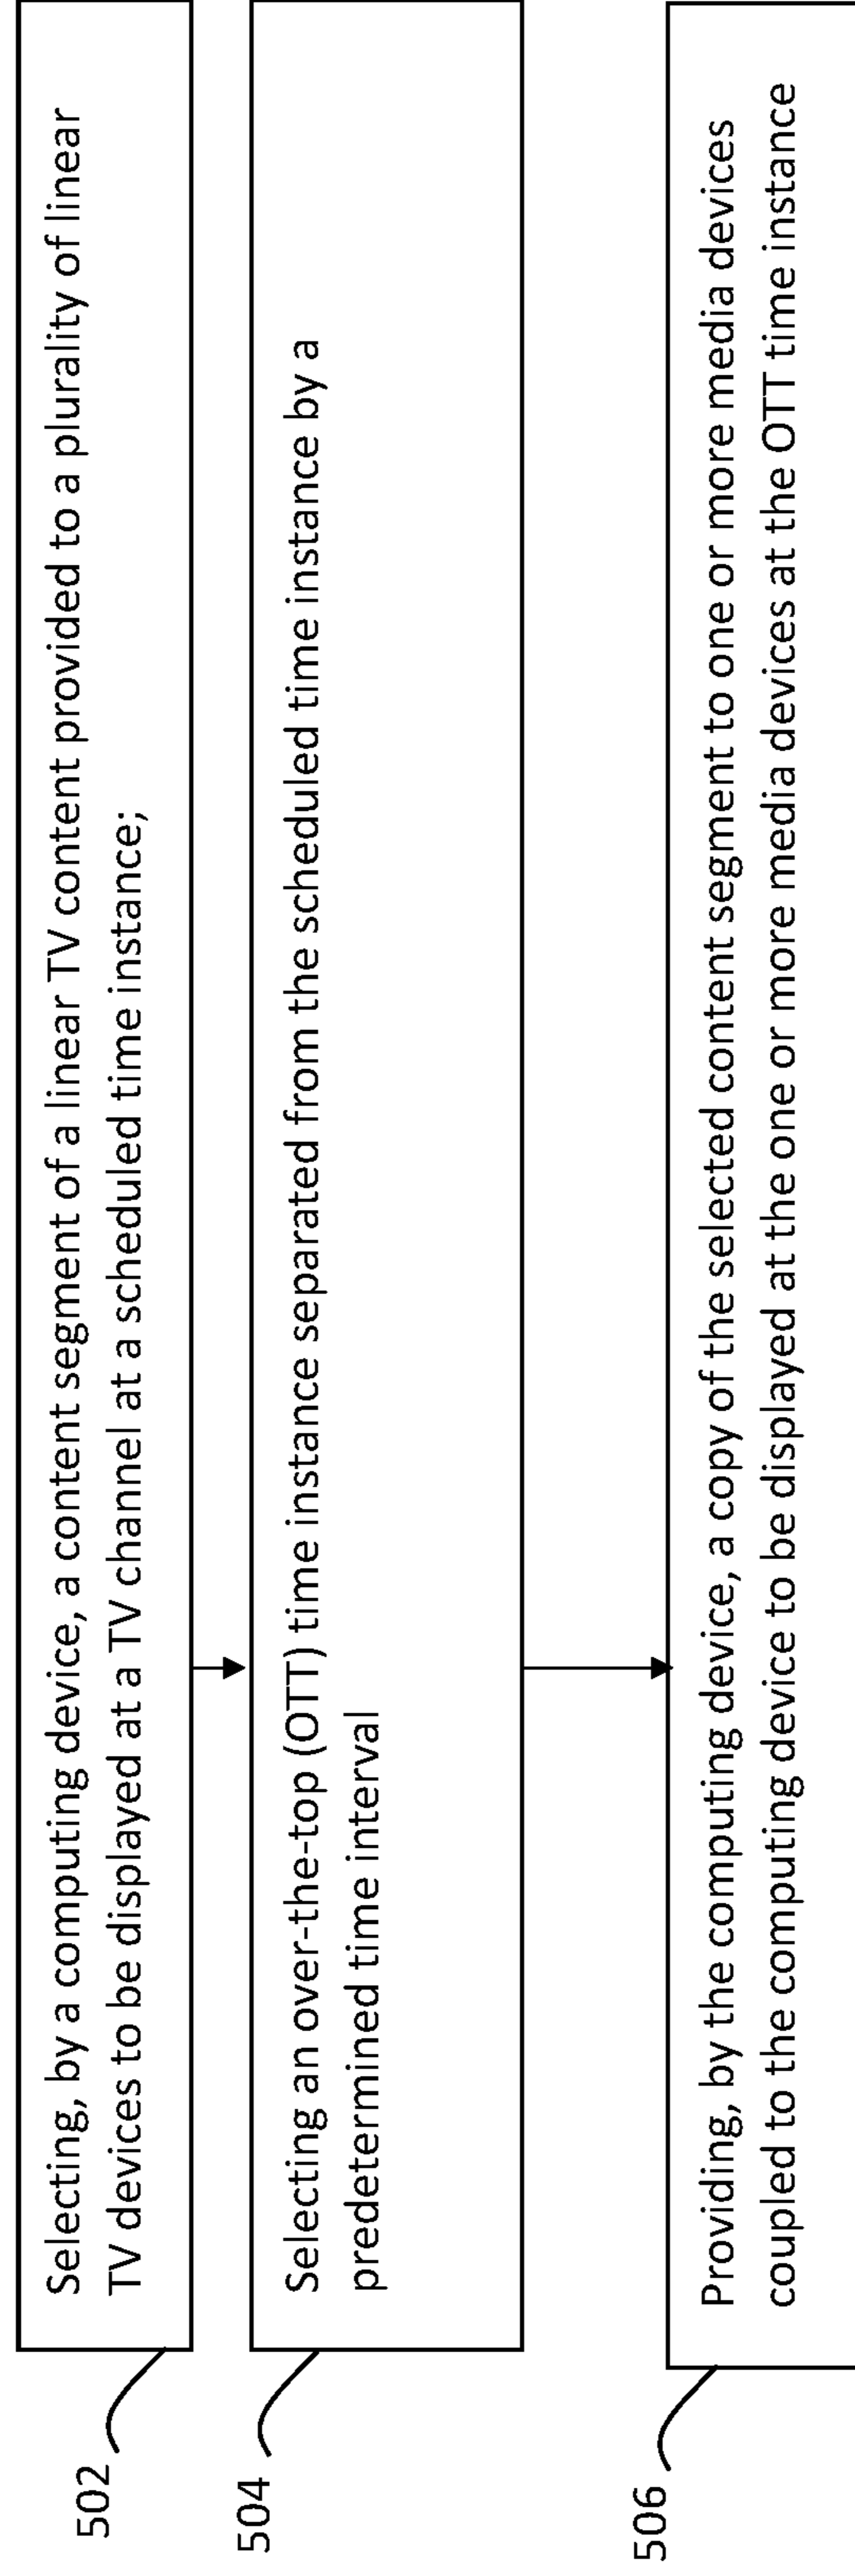 502
Selecting, by a computing device, a content segment of a linear TV content provided to a plurality of linear
TV devices to be displayed at a TV channel at a scheduled time instance;
504
Selecting an over-the-top (OTT) time instance separated from the scheduled time instance by a
predetermined time interval
506
Providing, by the computing device, a copy of the selected content segment to one or more media devices
coupled to the computing device to be displayed at the one or more media devices at the OTT time instance